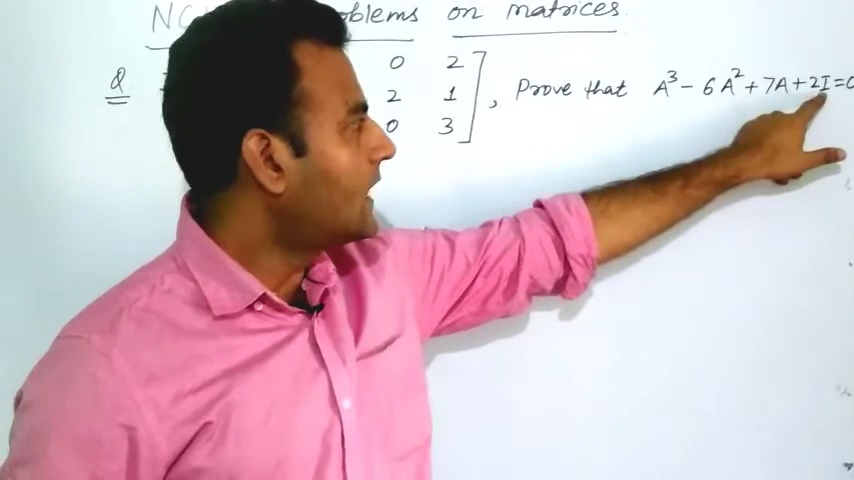 NC oblems on matrices.
Q 0 2
2 1 , Prove that A³ - 6A² + 7A + 2I = 0
0 3